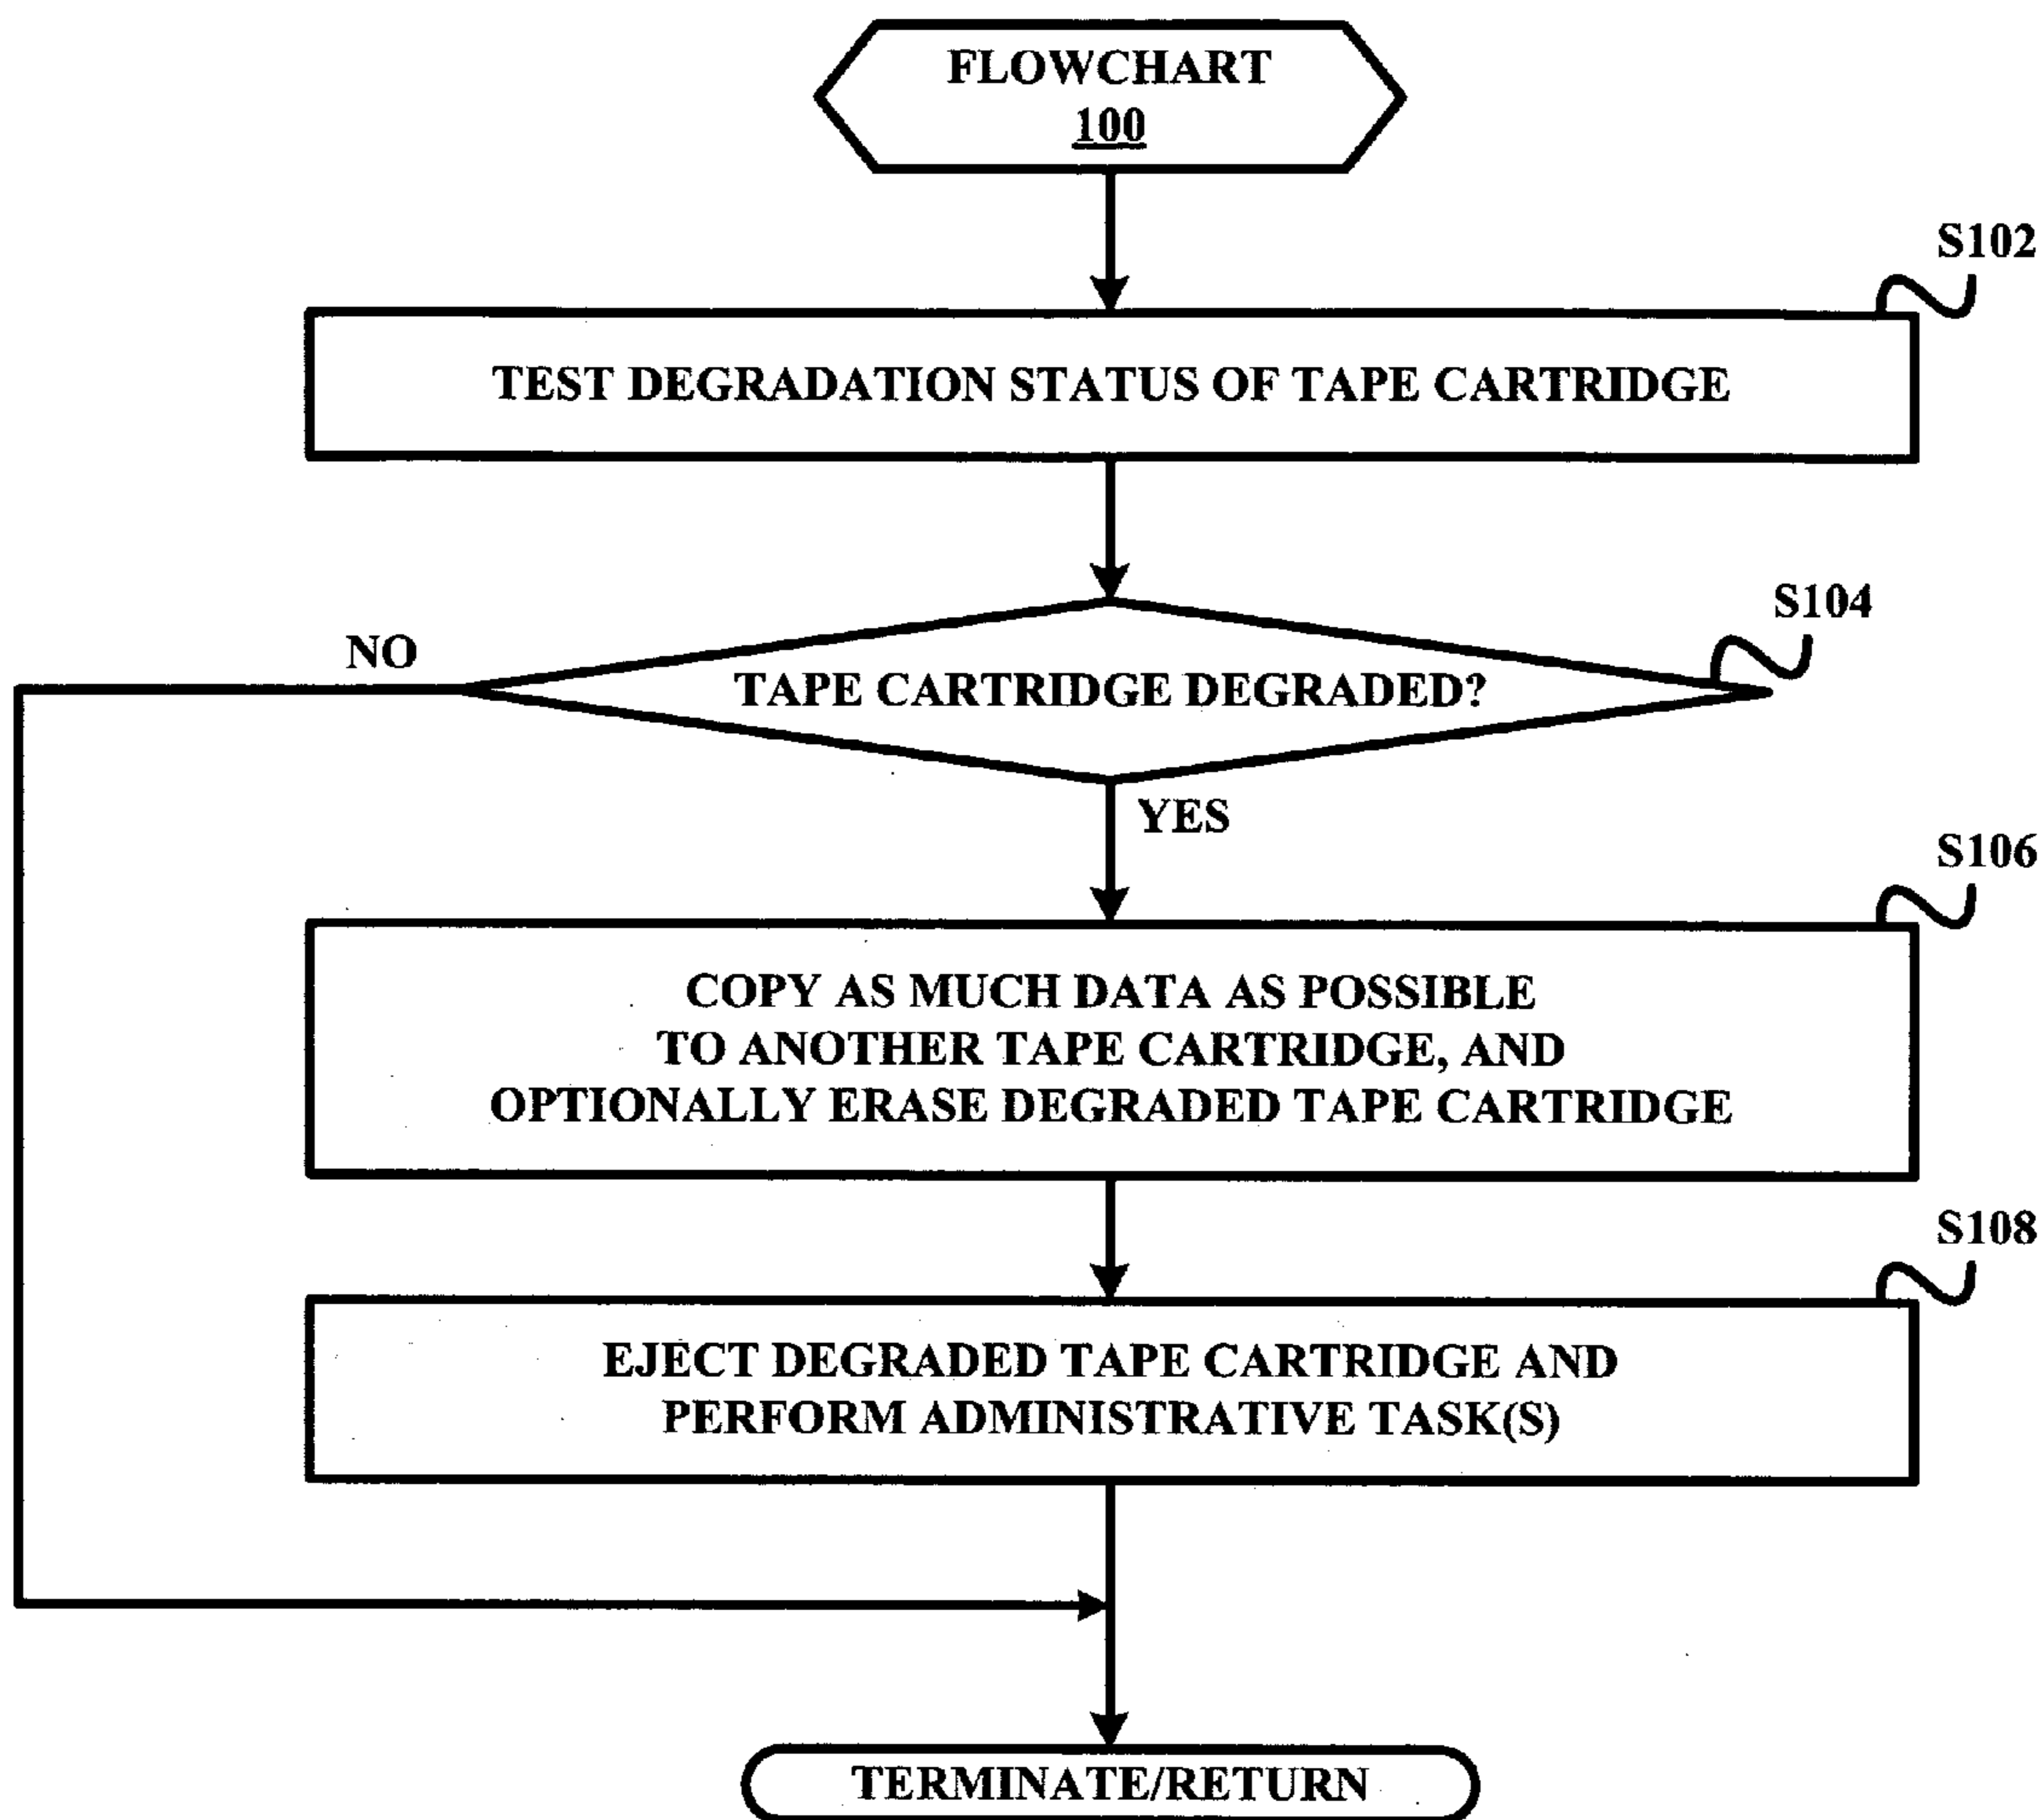 FLOWCHART
100
S102
TEST DEGRADATION STATUS OF TAPE CARTRIDGE
S104
NO
TAPE CARTRIDGE DEGRADED?
YES
S106
COPY AS MUCH DATA AS POSSIBLE
TO ANOTHER TAPE CARTRIDGE, AND
OPTIONALLY ERASE DEGRADED TAPE CARTRIDGE
S108
EJECT DEGRADED TAPE CARTRIDGE AND
PERFORM ADMINISTRATIVE TASK(S)
TERMINATE/RETURN